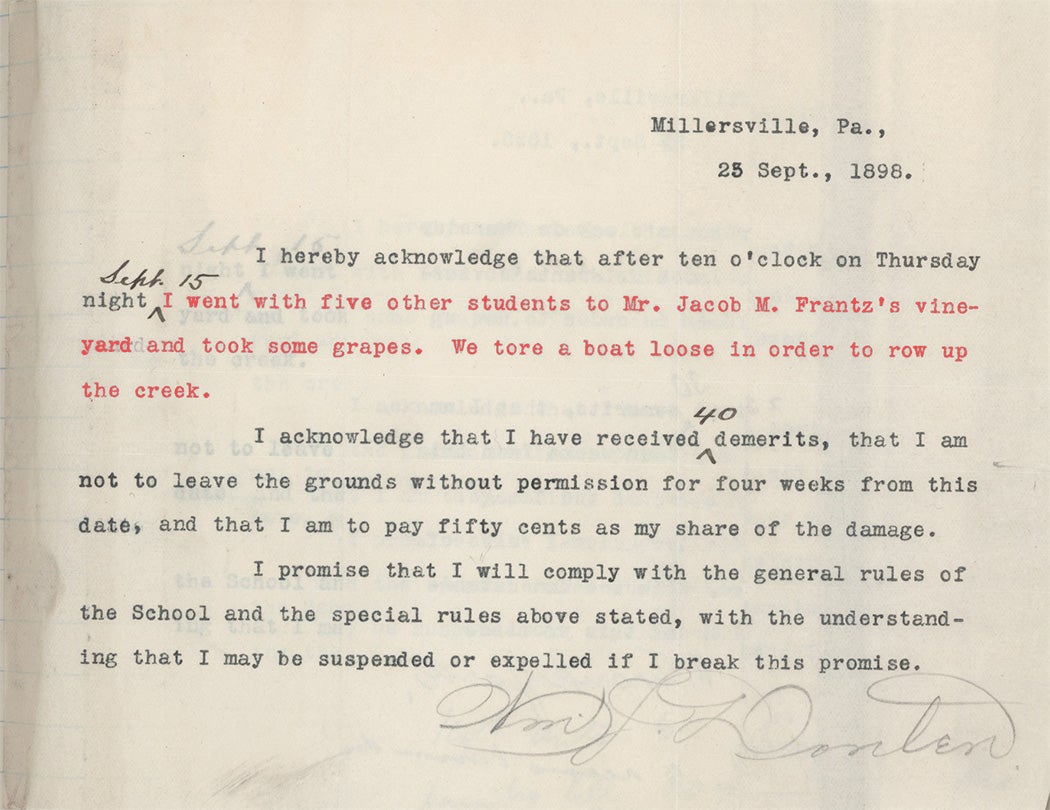 Millersville, Pa.,
25 Sept., 1898.
I hereby acknowledge that after ten o'clock on Thursday
Sept. 15
night I went with five other students to Mr. Jacob M. Frantz's vine-
yard and took some grapes. We tore a boat loose in order to row up
the creek.
40
I acknowledge that I have received demerits, that I am
not to leave the grounds without permission for four weeks from this
date, and that I am to pay fifty cents as my share of the damage.
I promise that I will comply with the general rules of
the School and the special rules above stated, with the understand-
ing that I may be suspended or expelled if I break this promise.
Wm. J. Donlen